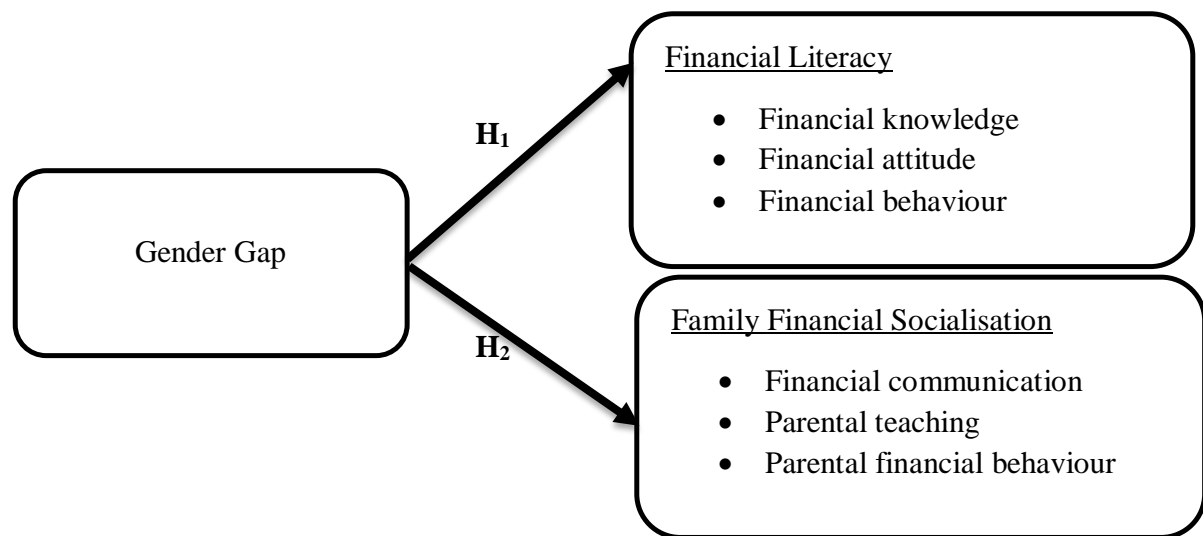 Financial Literacy
• Financial knowledge
• Financial attitude
• Financial behaviour
H₁
Gender Gap
H₂
Family Financial Socialisation
• Financial communication
• Parental teaching
• Parental financial behaviour